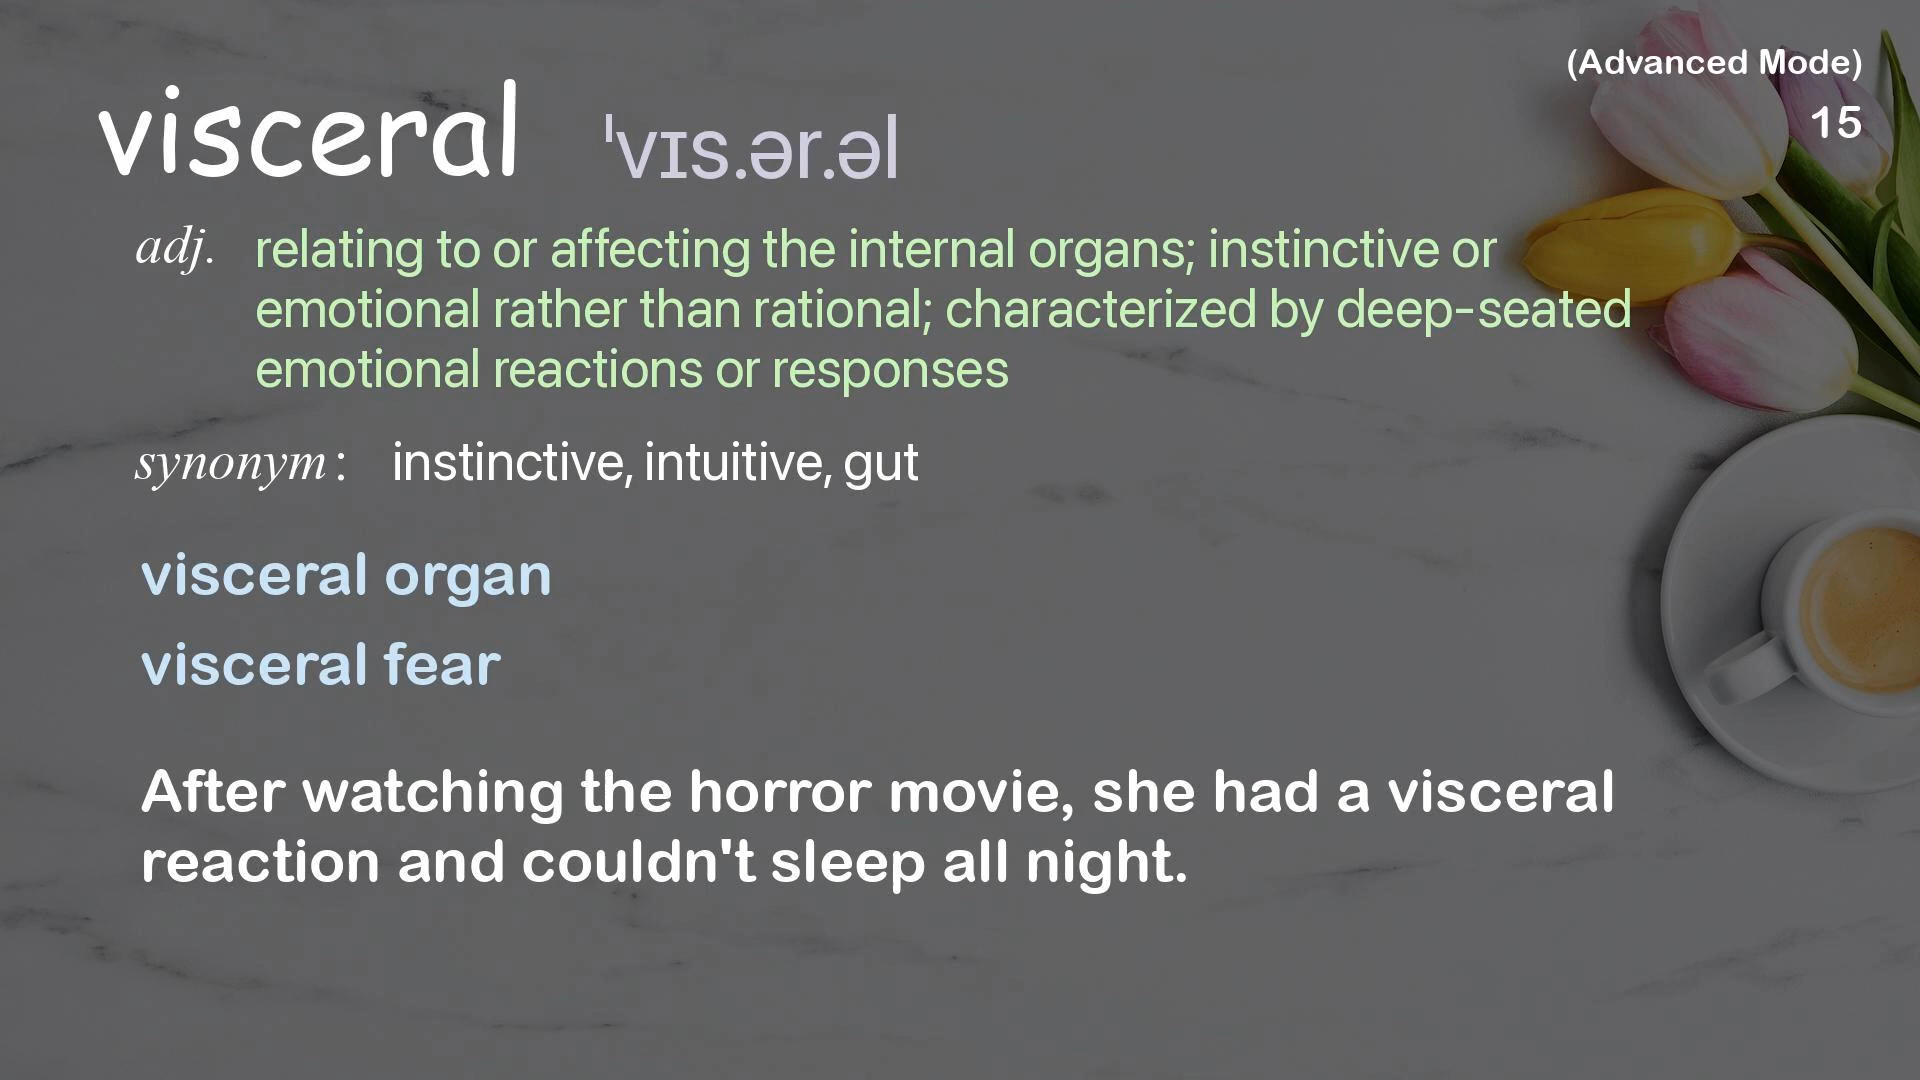 (Advanced Mode)
15
visceral ˈvɪs.ər.əl
adj. relating to or affecting the internal organs; instinctive or
emotional rather than rational; characterized by deep-seated
emotional reactions or responses
synonym: instinctive, intuitive, gut
visceral organ
visceral fear
After watching the horror movie, she had a visceral
reaction and couldn't sleep all night.